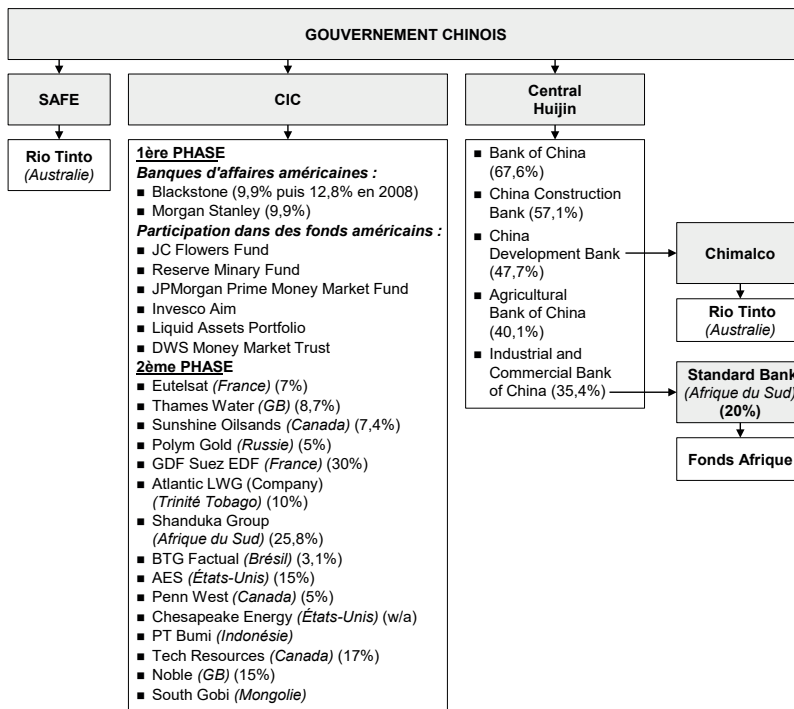 GOUVERNEMENT CHINOIS
SAFE
Rio Tinto
(Australie)
CIC
1ère PHASE
Banques d'affaires américaines :
■ Blackstone (9,9% puis 12,8% en 2008)
■ Morgan Stanley (9,9%)
Participation dans des fonds américains :
■ JC Flowers Fund
■ Reserve Minary Fund
■ JPMorgan Prime Money Market Fund
■ Invesco Aim
■ Liquid Assets Portfolio
■ DWS Money Market Trust
2ème PHASE
■ Eutelsat (France) (7%)
■ Thames Water (GB) (8,7%)
■ Sunshine Oilsands (Canada) (7,4%)
■ Polym Gold (Russie) (5%)
■ GDF Suez EDF (France) (30%)
■ Atlantic LWG (Company)
(Trinité Tobago) (10%)
■ Shanduka Group
(Afrique du Sud) (25,8%)
■ BTG Factual (Brésil) (3,1%)
■ AES (États-Unis) (15%)
■ Penn West (Canada) (5%)
■ Chesapeake Energy (États-Unis) (w/a)
■ PT Bumi (Indonésie)
■ Tech Resources (Canada) (17%)
■ Noble (GB) (15%)
■ South Gobi (Mongolie)
Central
Huijin
■ Bank of China
(67,6%)
■ China Construction
Bank (57,1%)
■ China
Development Bank
(47,7%)
■ Agricultural
Bank of China
(40,1%)
■ Industrial and
Commercial Bank
of China (35,4%)
Chimalco
Rio Tinto
(Australie)
Standard Bank
(Afrique du Sud)
(20%)
Fonds Afrique